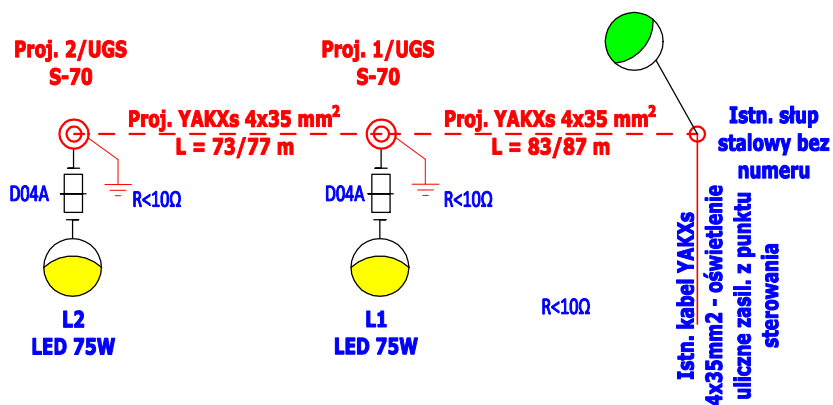 Proj. 2/UGS
S-70
Proj. 1/UGS
S-70
Proj. YAKXs 4x35 mm²
L = 73/77 m
Proj. YAKXs 4x35 mm²
L = 83/87 m
Istn. słup
stalowy bez
numeru
D04A
R<10Ω
D04A
R<10Ω
L2
LED 75W
L1
LED 75W
R<10Ω
Istn. kabel YAKXs
4x35mm2 - oświetlenie
uliczne zasil. z punktu
sterowania